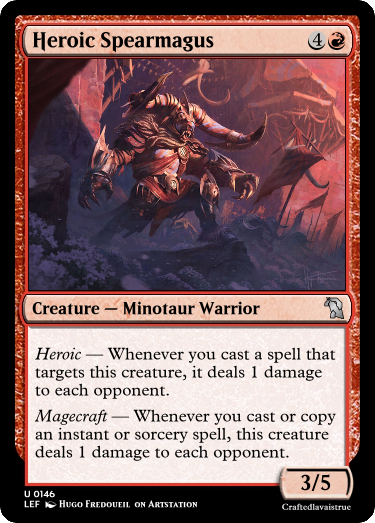 Heroic Spearmagus 4
Creature — Minotaur Warrior
Heroic — Whenever you cast a spell that
targets this creature, it deals 1 damage
to each opponent.
Magecraft — Whenever you cast or copy
an instant or sorcery spell, this creature
deals 1 damage to each opponent.
3/5
U 0146
LEF Hugo Fredoueil on Artstation
Craftedlavaistrue